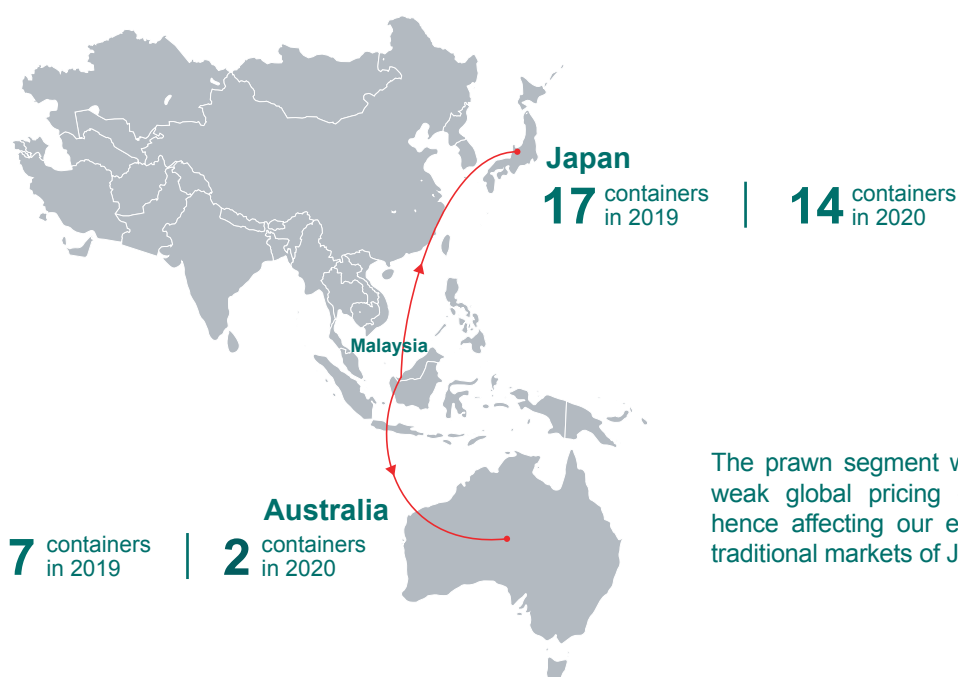 Japan
17 containers in 2019 | 14 containers in 2020
Malaysia
Australia
7 containers in 2019 | 2 containers in 2020
The prawn segment
weak global pricing
hence affecting our
traditional markets of